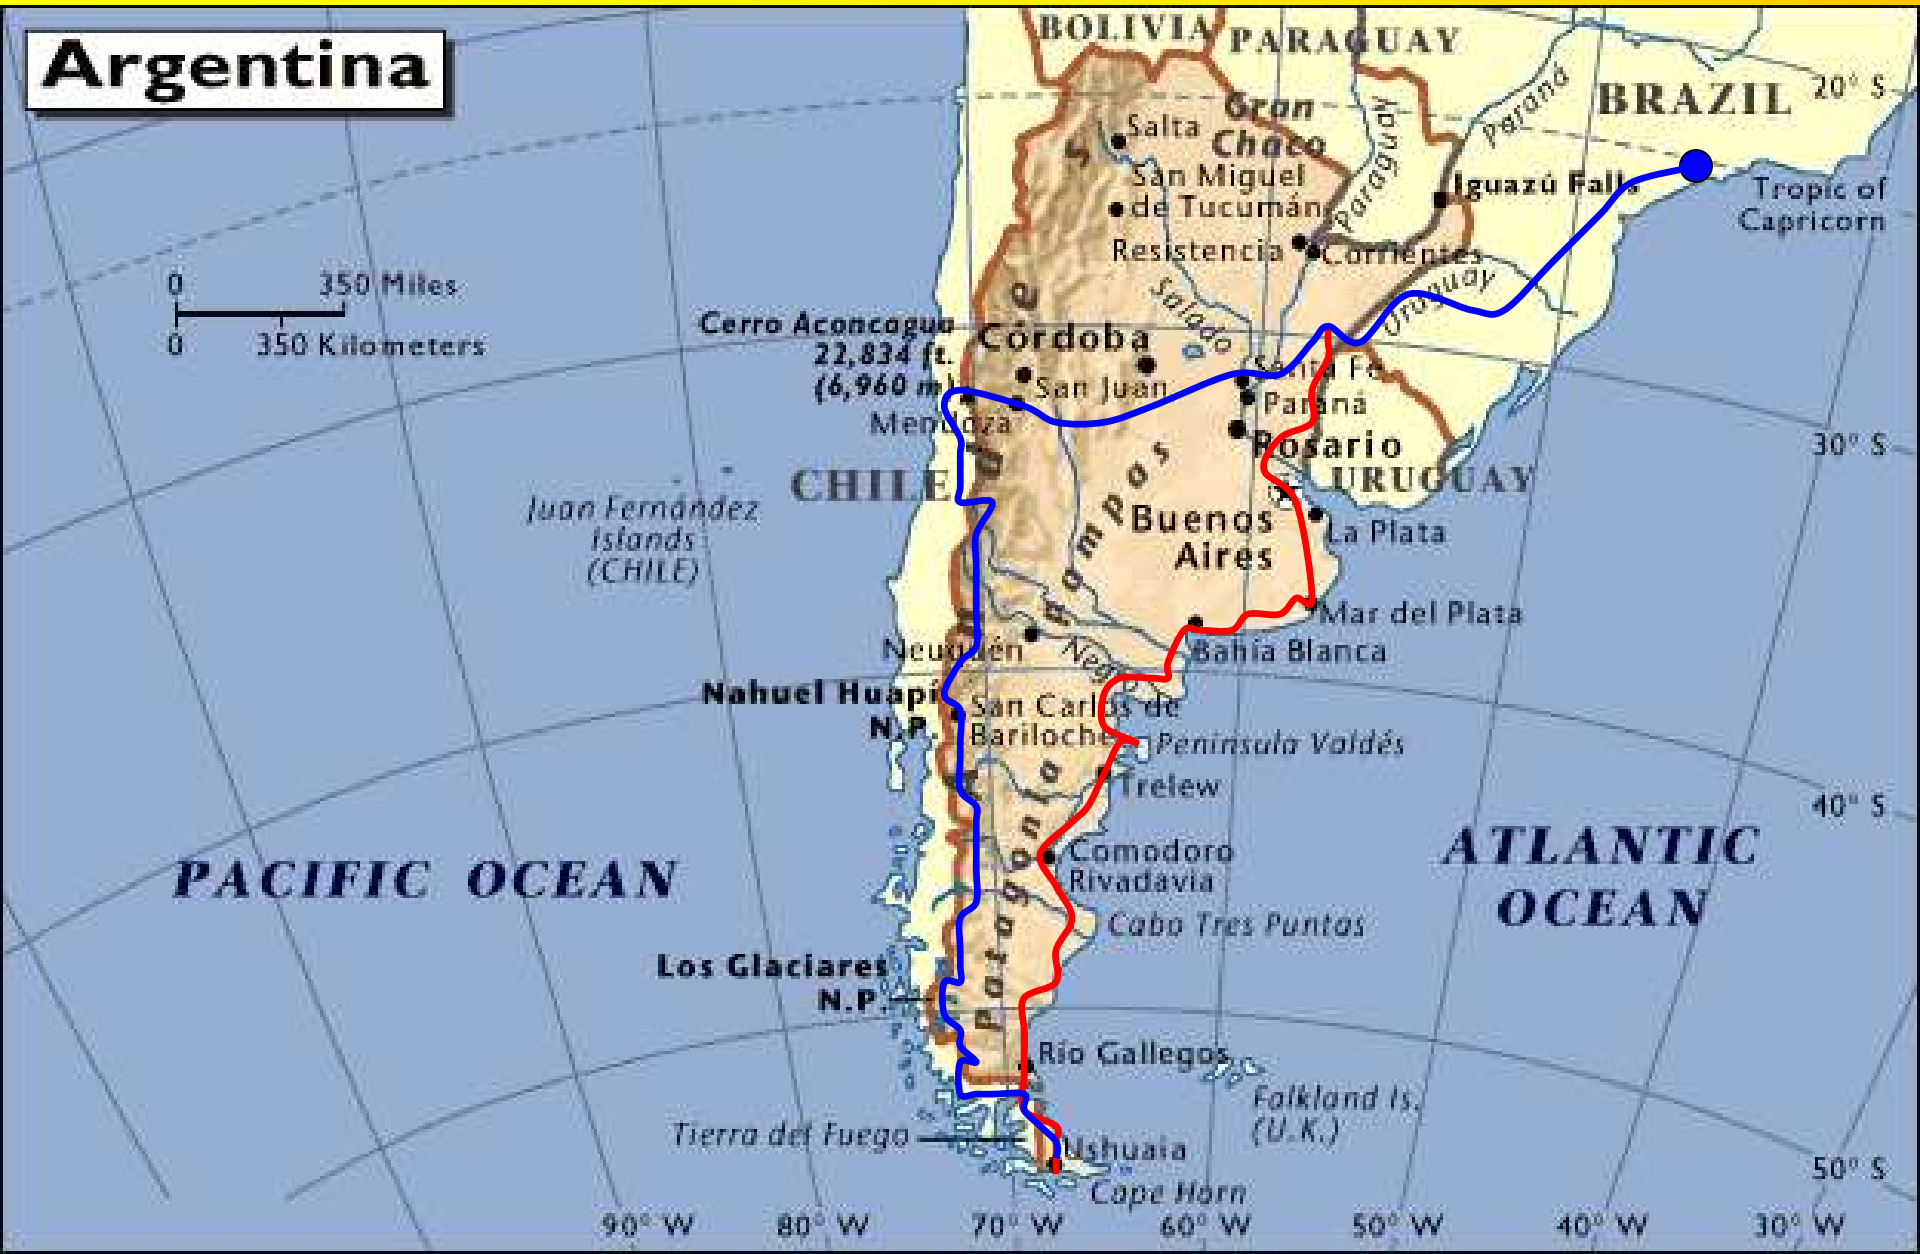 Argentina
BOLIVIA
PARAGUAY
BRAZIL
20° S
Paraná
Gran
Chaco
Paraguay
Salta
San Miguel
de Tucumán
Iguazú Falls
Tropic of
Capricorn
Resistencia
Corrientes
0 350 Miles
0 350 Kilometers
Uruguay
Salado
Cerro Aconcagua
22,834 ft.
(6,960 m)
Córdoba
San Juan
Santa Fe
Paraná
Mendoza
Rosario
30° S
CHILE
URUGUAY
Juan Fernández
Islands
(CHILE)
Buenos
Aires
La Plata
Pampas
Andes
Mar del Plata
Neuquén
Negro
Bahía Blanca
Nahuel Huapí
N.P.
San Carlos de
Bariloche
Península Valdés
Trelew
40° S
Patagonia
Comodoro
Rivadavia
PACIFIC OCEAN
ATLANTIC
OCEAN
Cabo Tres Puntas
Los Glaciares
N.P.
Río Gallegos
Falkland Is.
(U.K.)
Tierra del Fuego
Ushuaia
Cape Horn
50° S
90° W 80° W 70° W 60° W 50° W 40° W 30° W